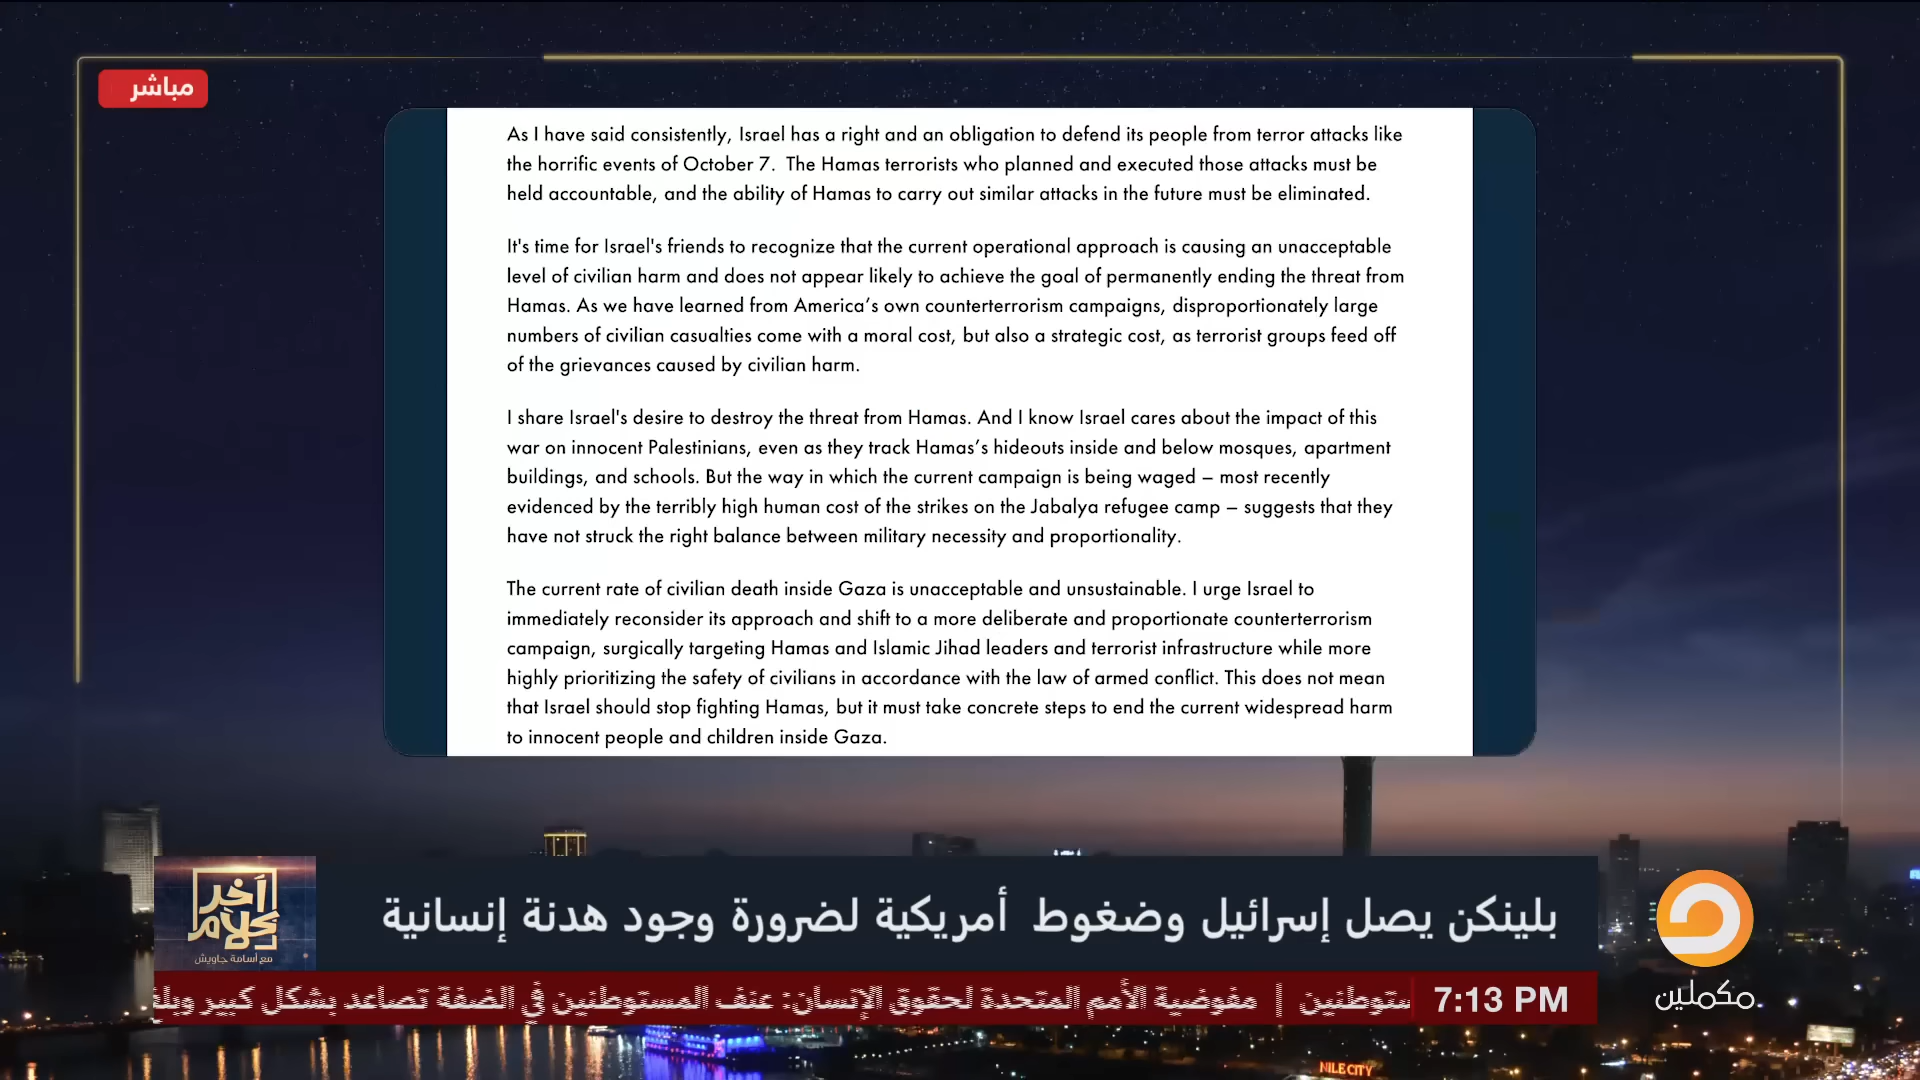 مباشر
As I have said consistently, Israel has a right and an obligation to defend its people from terror attacks like
the horrific events of October 7.  The Hamas terrorists who planned and executed those attacks must be
held accountable, and the ability of Hamas to carry out similar attacks in the future must be eliminated.
It's time for Israel's friends to recognize that the current operational approach is causing an unacceptable
level of civilian harm and does not appear likely to achieve the goal of permanently ending the threat from
Hamas. As we have learned from America’s own counterterrorism campaigns, disproportionately large
numbers of civilian casualties come with a moral cost, but also a strategic cost, as terrorist groups feed off
of the grievances caused by civilian harm.
I share Israel's desire to destroy the threat from Hamas. And I know Israel cares about the impact of this
war on innocent Palestinians, even as they track Hamas’s hideouts inside and below mosques, apartment
buildings, and schools. But the way in which the current campaign is being waged – most recently
evidenced by the terribly high human cost of the strikes on the Jabalya refugee camp – suggests that they
have not struck the right balance between military necessity and proportionality.
The current rate of civilian death inside Gaza is unacceptable and unsustainable. I urge Israel to
immediately reconsider its approach and shift to a more deliberate and proportionate counterterrorism
campaign, surgically targeting Hamas and Islamic Jihad leaders and terrorist infrastructure while more
highly prioritizing the safety of civilians in accordance with the law of armed conflict. This does not mean
that Israel should stop fighting Hamas, but it must take concrete steps to end the current widespread harm
to innocent people and children inside Gaza.
بلينكن يصل إسرائيل وضغوط أمريكية لضرورة وجود هدنة إنسانية
آخر كلام
مع أسامة جاويش
مكملين
7:13 PM
ستوطنين | مفوضية الأمم المتحدة لحقوق الإنسان: عنف المستوطنين في الضفة تصاعد بشكل كبير وبلغ
NILE CITY